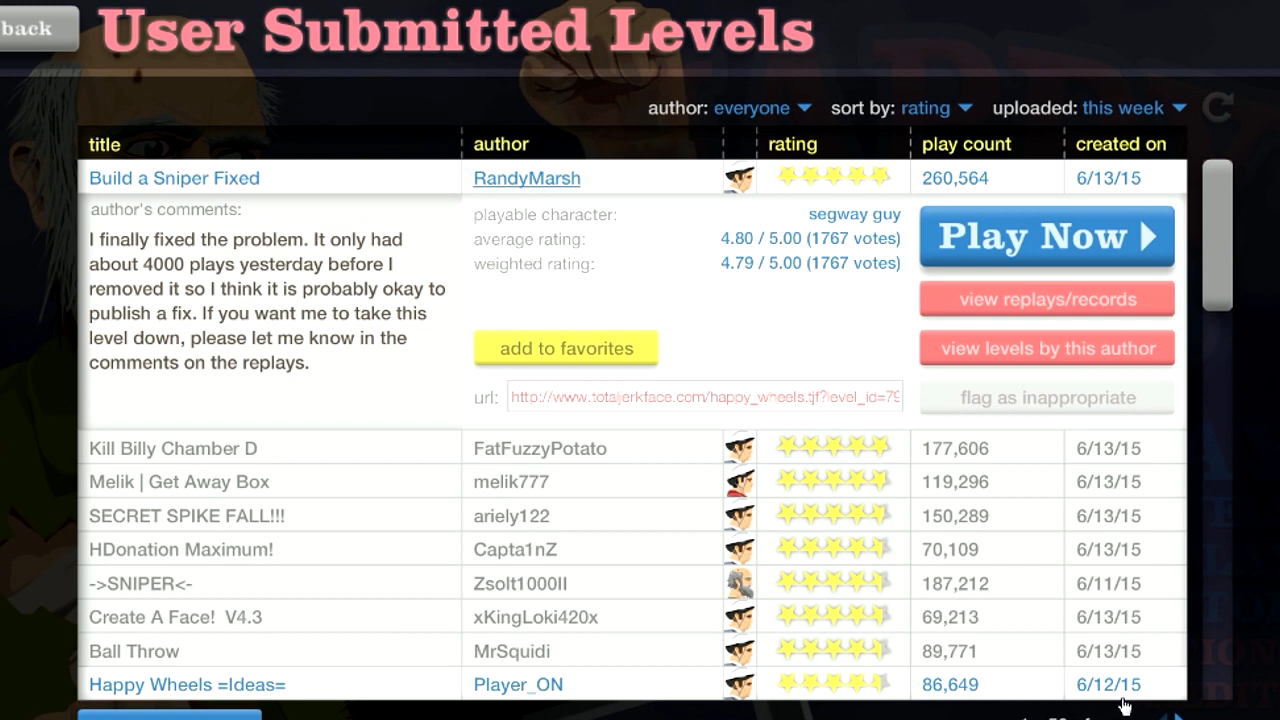 back
User Submitted Levels
author: everyone sort by: rating uploaded: this week
title author rating play count created on
Build a Sniper Fixed RandyMarsh 260,564 6/13/15
author's comments:
I finally fixed the problem. It only had
about 4000 plays yesterday before I
removed it so I think it is probably okay to
publish a fix. If you want me to take this
level down, please let me know in the
comments on the replays.
playable character: segway guy
average rating: 4.80 / 5.00 (1767 votes)
weighted rating: 4.79 / 5.00 (1767 votes)
add to favorites
url: http://www.totaljerkface.com/happy_wheels.tjf?level_id=79
Play Now
view replays/records
view levels by this author
flag as inappropriate
Kill Billy Chamber D FatFuzzyPotato 177,606 6/13/15
Melik | Get Away Box melik777 119,296 6/13/15
SECRET SPIKE FALL!!! ariely122 150,289 6/13/15
HDonation Maximum! Capta1nZ 70,109 6/13/15
->SNIPER<- Zsolt1000II 187,212 6/11/15
Create A Face! V4.3 xKingLoki420x 69,213 6/13/15
Ball Throw MrSquidi 89,771 6/13/15
Happy Wheels =Ideas= Player_ON 86,649 6/12/15